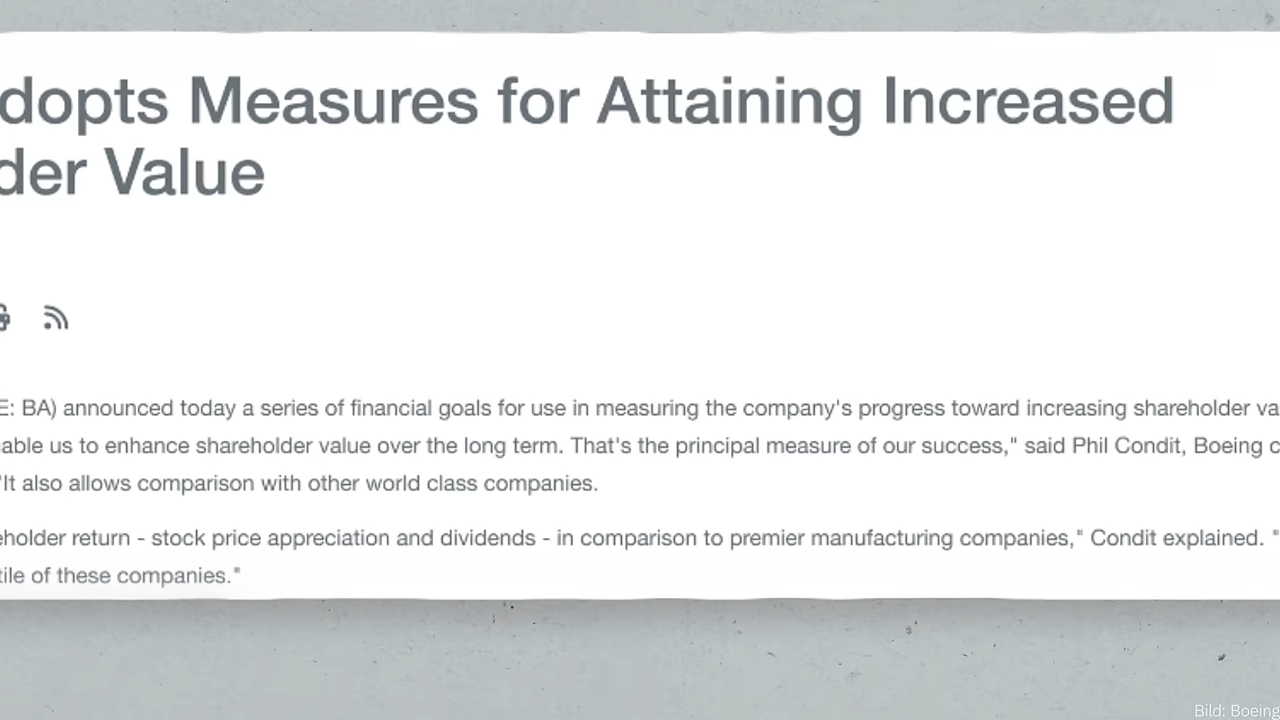 dopts Measures for Attaining Increased
der Value
E: BA) announced today a series of financial goals for use in measuring the company's progress toward increasing shareholder va
able us to enhance shareholder value over the long term. That's the principal measure of our success," said Phil Condit, Boeing c
"It also allows comparison with other world class companies.
eholder return - stock price appreciation and dividends - in comparison to premier manufacturing companies," Condit explained. "
tile of these companies."
Bild: Boeing